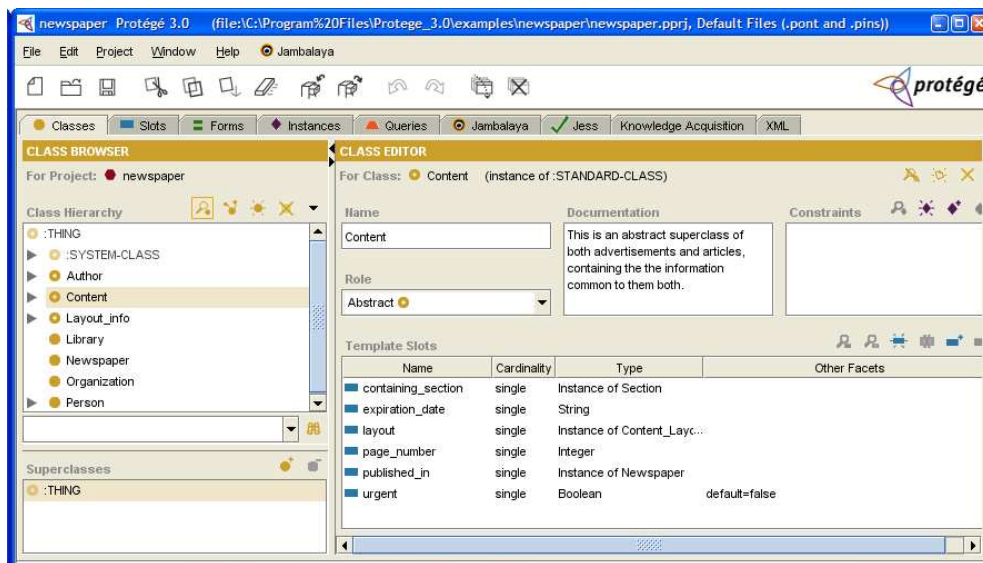 newspaper Protégé 3.0 (file:\C:\Program%20Files\Protege_3.0\examples\newspaper\newspaper.pprj, Default Files (.pont and .pins))
File Edit Project Window Help Jambalaya
protégé
Classes Slots Forms Instances Queries Jambalaya Jess Knowledge Acquisition XML
CLASS BROWSER
For Project: newspaper
Class Hierarchy
:THING
:SYSTEM-CLASS
Author
Content
Layout_info
Library
Newspaper
Organization
Person
Superclasses
:THING
CLASS EDITOR
For Class: Content (instance of :STANDARD-CLASS)
Name Documentation Constraints
Content
This is an abstract superclass of
both advertisements and articles,
containing the the information
common to them both.
Role
Abstract
Template Slots
Name Cardinality Type Other Facets
containing_section single Instance of Section
expiration_date single String
layout single Instance of Content_Layc...
page_number single Integer
published_in single Instance of Newspaper
urgent single Boolean default=false